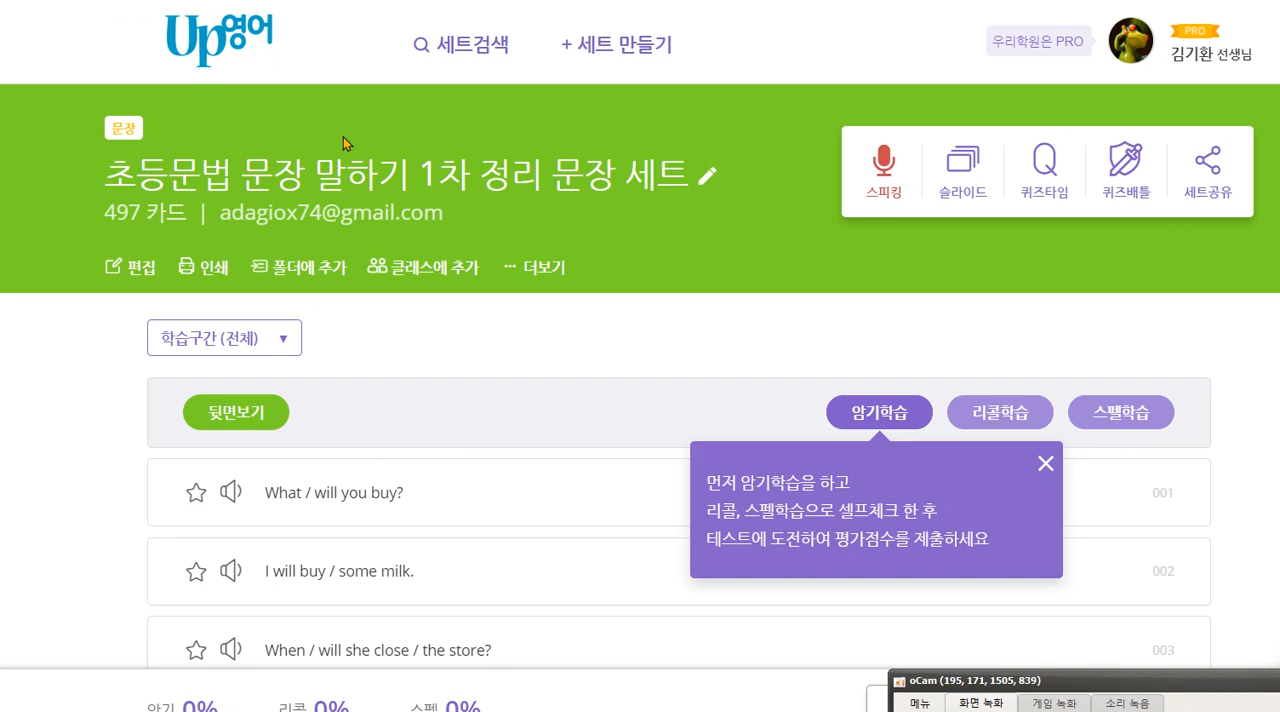 Up영어
세트검색
+ 세트 만들기
우리학원은 PRO
PRO
김기환 선생님
문장
초등문법 문장 말하기 1차 정리 문장 세트
497 카드 | adagiox74@gmail.com
스피킹
슬라이드
퀴즈타임
퀴즈배틀
세트공유
편집
인쇄
폴더에 추가
클래스에 추가
··· 더보기
학습구간 (전체) ▼
뒷면보기
암기학습
리콜학습
스펠학습
먼저 암기학습을 하고
리콜, 스펠학습으로 셀프체크 한 후
테스트에 도전하여 평가점수를 제출하세요
What / will you buy?
001
I will buy / some milk.
002
When / will she close / the store?
003
암기 0%
리콜 0%
스펠 0%
oCam (195, 171, 1505, 839)
메뉴
화면 녹화
게임 녹화
소리 녹음